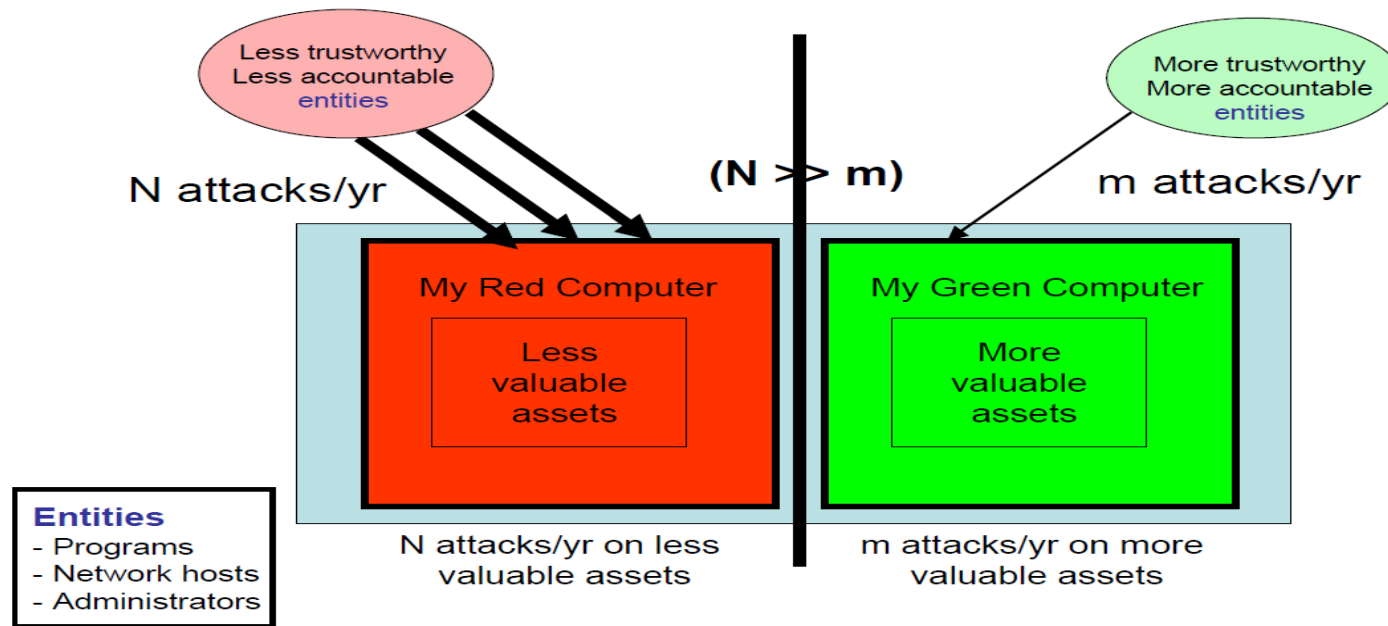 Less trustworthy
Less accountable
entities
More trustworthy
More accountable
entities
N attacks/yr
(N >> m)
m attacks/yr
My Red Computer
Less
valuable
assets
My Green Computer
More
valuable
assets
Entities
- Programs
- Network hosts
- Administrators
N attacks/yr on less
valuable assets
m attacks/yr on more
valuable assets